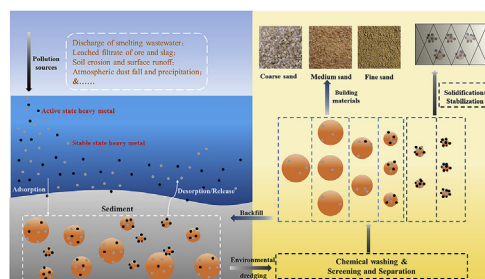 Pollution
sources
Discharge of smelting wastewater;
Leached filtrate of ore and slag;
Soil erosion and surface runoff;
Atmospheric dust fall and precipitation;
&......
Active state heavy metal
Stable state heavy metal
Adsorption
Desorption/Release
Sediment
Coarse sand
Medium sand
Fine sand
Building
materials
Solidification
Stabilization
Backfill
Environmental
dredging
Chemical washing &
Screening and Separation